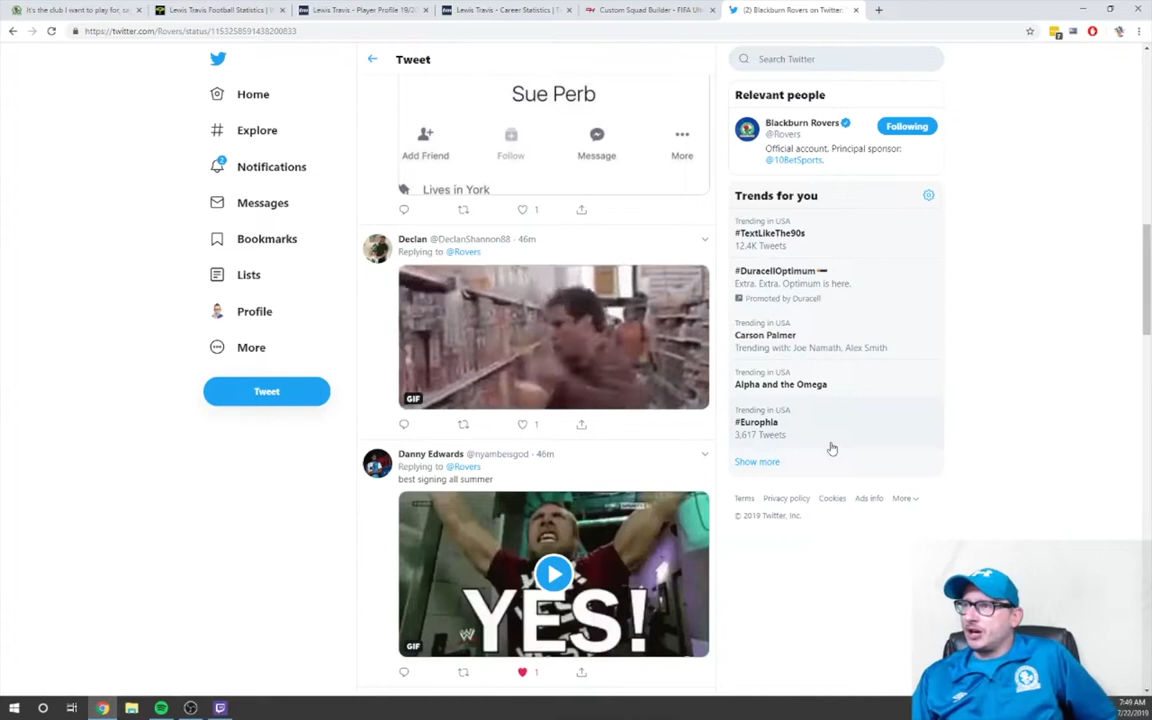 It's the club I want to play for, sa
Lewis Travis Football Statistics | W
Lewis Travis - Player Profile 19/2
Lewis Travis - Career Statistics | T
Custom Squad Builder - FIFA Ult
(2) Blackburn Rovers on Twitter:
https://twitter.com/Rovers/status/1153258591438200833
Home
Explore
2
Notifications
Messages
Bookmarks
Lists
Profile
More
Tweet
Tweet
Sue Perb
Add Friend
Follow
Message
More
Lives in York
1
Declan @DeclanShannon88 · 46m
Replying to @Rovers
GIF
1
Danny Edwards @nyambeisgod · 46m
Replying to @Rovers
best signing all summer
YES!
GIF
1
Search Twitter
Relevant people
Blackburn Rovers
@Rovers
Following
Official account. Principal sponsor:
@10BetSports.
Trends for you
Trending in USA
#TextLikeThe90s
12.4K Tweets
#DuracellOptimum
Extra. Extra. Optimum is here.
Promoted by Duracell
Trending in USA
Carson Palmer
Trending with: Joe Namath, Alex Smith
Trending in USA
Alpha and the Omega
Trending in USA
#Europhia
3,617 Tweets
Show more
Terms Privacy policy Cookies Ads info More
© 2019 Twitter, Inc.
7:49 AM
7/22/2019